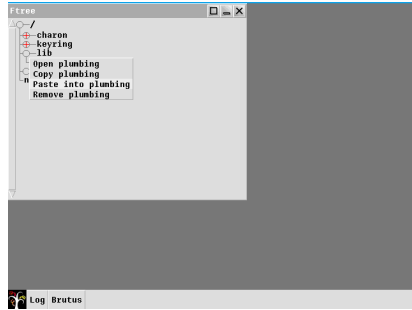 Ftree
/
charon
keyring
lib
Open plumbing
Copy plumbing
n Paste into plumbing
Remove plumbing
Log Brutus